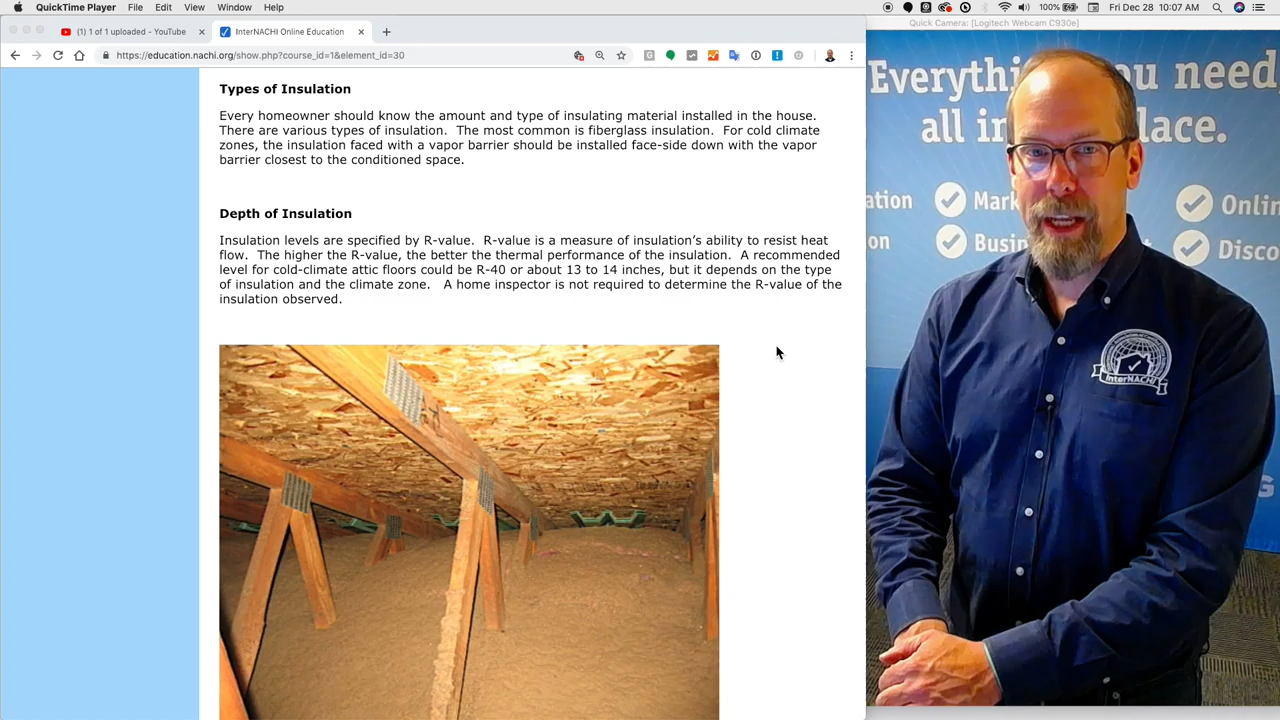 QuickTime Player File Edit View Window Help
100% Fri Dec 28 10:07 AM
(1) 1 of 1 uploaded - YouTube
InterNACHI Online Education
Quick Camera: [Logitech Webcam C930e]
https://education.nachi.org/show.php?course_id=1&element_id=30
Types of Insulation
Every homeowner should know the amount and type of insulating material installed in the house.
There are various types of insulation. The most common is fiberglass insulation. For cold climate
zones, the insulation faced with a vapor barrier should be installed face-side down with the vapor
barrier closest to the conditioned space.
Depth of Insulation
Insulation levels are specified by R-value. R-value is a measure of insulation’s ability to resist heat
flow. The higher the R-value, the better the thermal performance of the insulation. A recommended
level for cold-climate attic floors could be R-40 or about 13 to 14 inches, but it depends on the type
of insulation and the climate zone. A home inspector is not required to determine the R-value of the
insulation observed.
Everythi ou need,
all in lace.
ation Mark Onlin
on Busin t Disco
InterNACHI
G